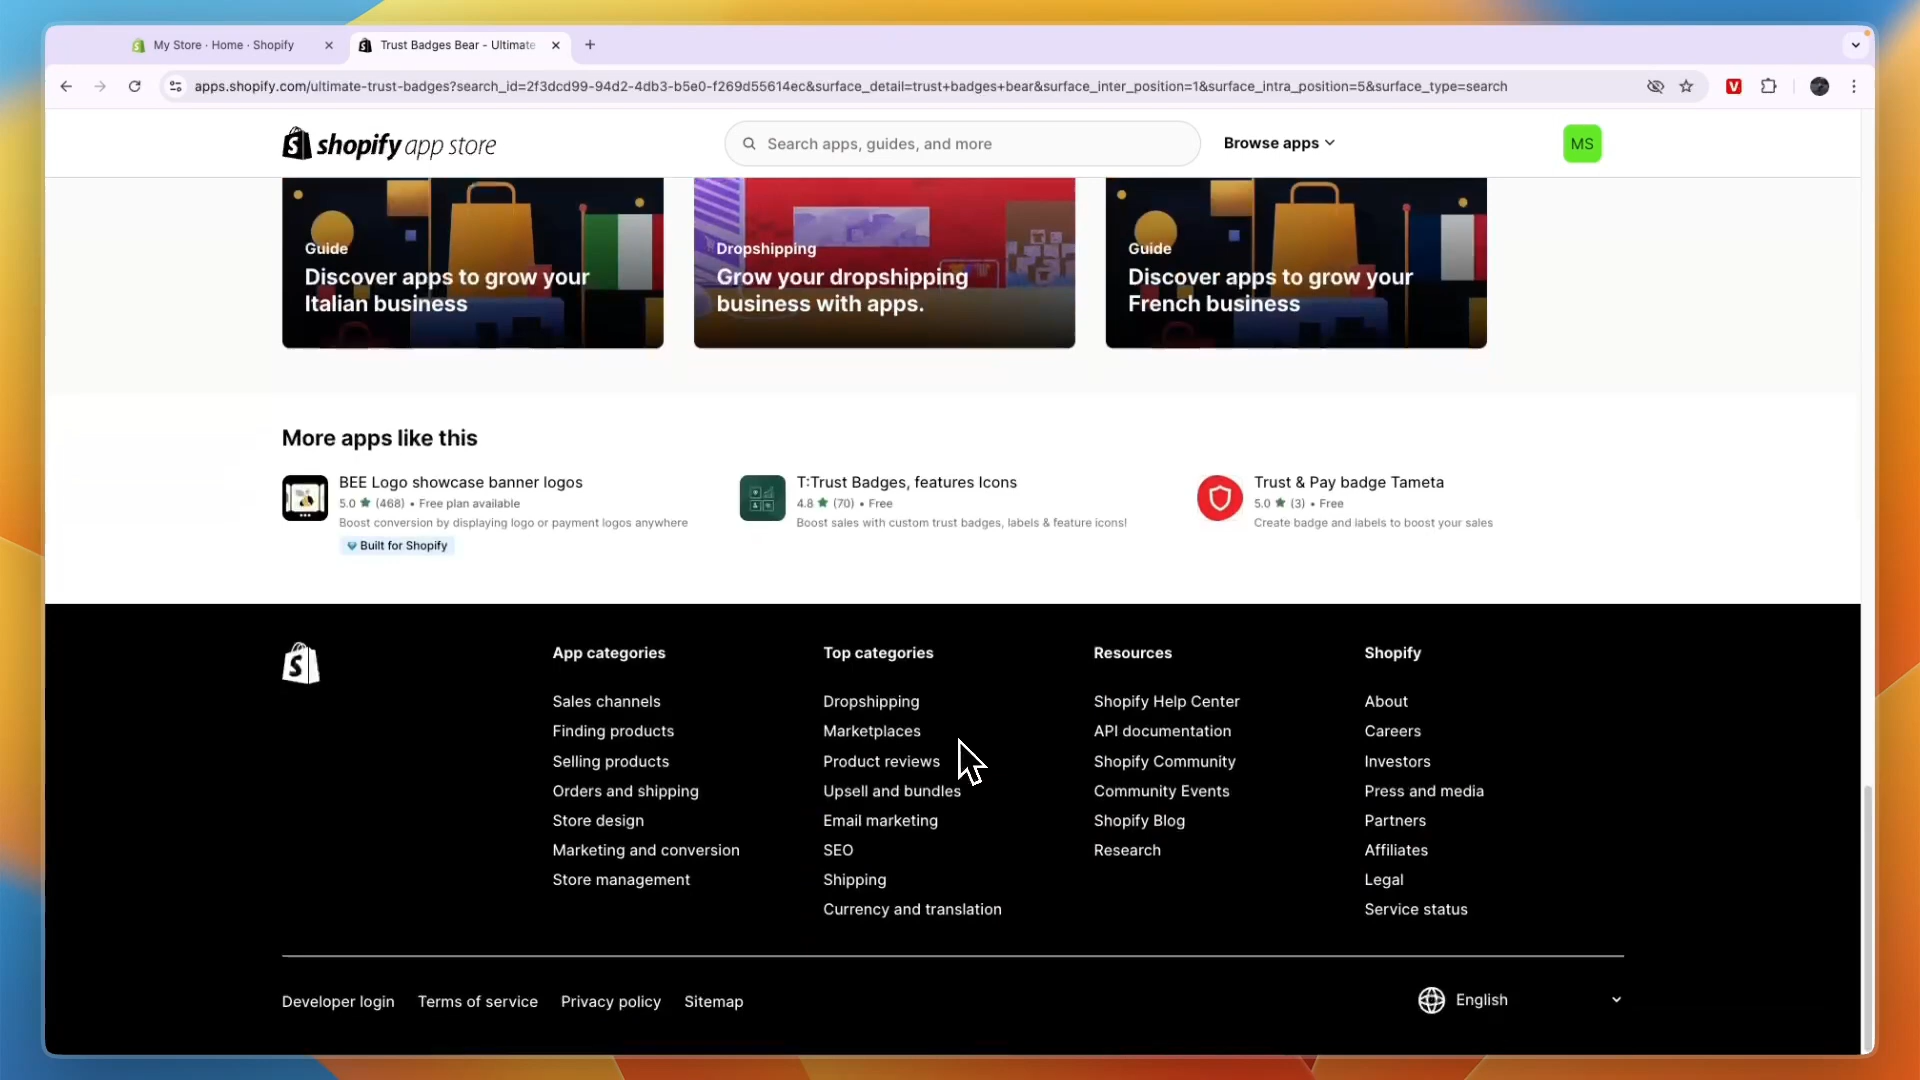 My Store · Home · Shopify
Trust Badges Bear - Ultimate
apps.shopify.com/ultimate-trust-badges?search_id=2f3dcd99-94d2-4db3-b5e0-f269d55614ec&surface_detail=trust+badges+bear&surface_inter_position=1&surface_intra_position=5&surface_type=search
V
shopify app store
Search apps, guides, and more
Browse apps
MS
Guide
Discover apps to grow your
Italian business
Dropshipping
Grow your dropshipping
business with apps.
Guide
Discover apps to grow your
French business
More apps like this
BEE Logo showcase banner logos
5.0 ★ (468) • Free plan available
Boost conversion by displaying logo or payment logos anywhere
Built for Shopify
T:Trust Badges, features Icons
4.8 ★ (70) • Free
Boost sales with custom trust badges, labels & feature icons!
Trust & Pay badge Tameta
5.0 ★ (3) • Free
Create badge and labels to boost your sales
App categories
Sales channels
Finding products
Selling products
Orders and shipping
Store design
Marketing and conversion
Store management
Top categories
Dropshipping
Marketplaces
Product reviews
Upsell and bundles
Email marketing
SEO
Shipping
Currency and translation
Resources
Shopify Help Center
API documentation
Shopify Community
Community Events
Shopify Blog
Research
Shopify
About
Careers
Investors
Press and media
Partners
Affiliates
Legal
Service status
Developer login
Terms of service
Privacy policy
Sitemap
English